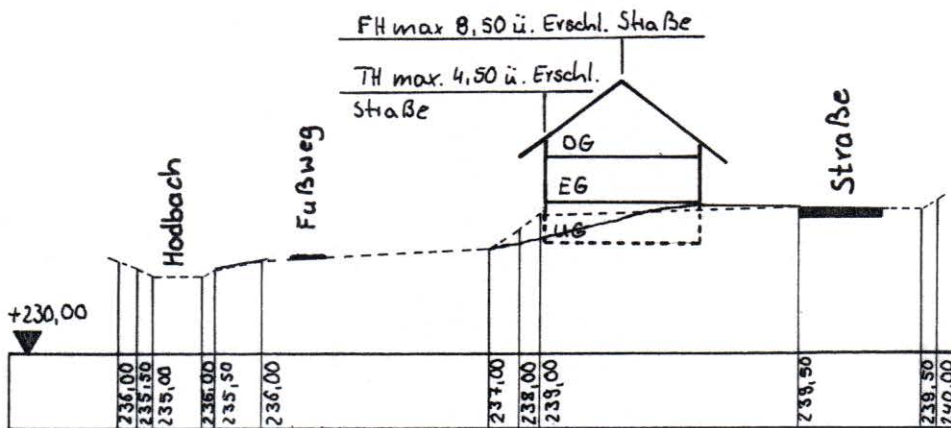 FH max 8,50 ü. Erschl. Straße
TH max. 4,50 ü. Erschl.
Straße
Hodbach
Fußweg
DG
EG
UG
Straße
+230,00
236,00
235,50
235,00
236,00
235,50
236,00
237,00
238,00
239,00
239,50
239,50
240,00